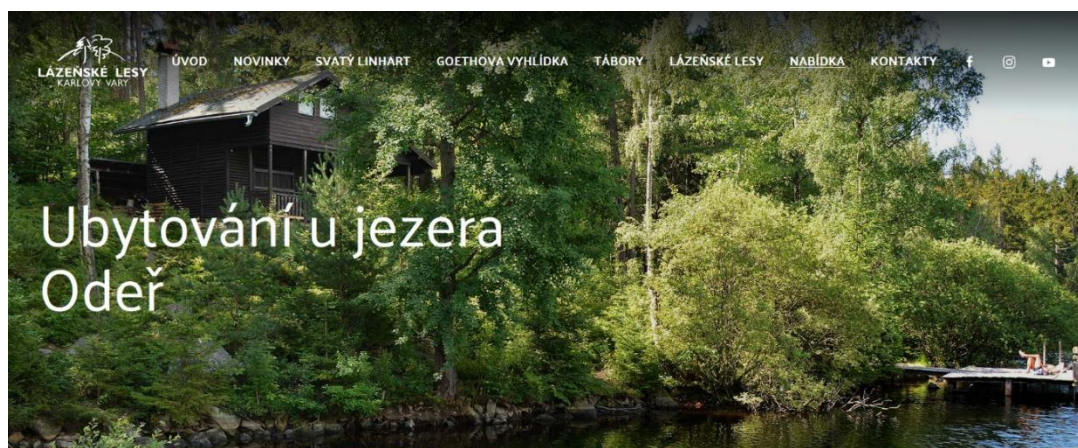 LÁZEŇSKÉ LESY
KARLOVY VARY
ÚVOD NOVINKY SVATÝ LINHART GOETHOVA VYHLÍDKA TÁBORY LÁZEŇSKÉ LESY NABÍDKA KONTAKTY
Ubytování u jezera
Odeř